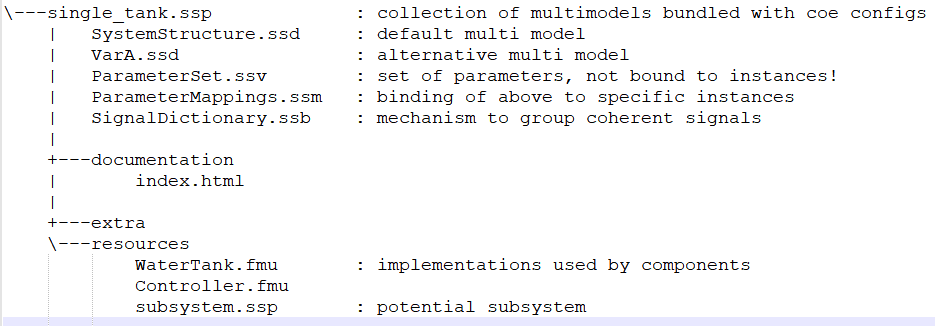 \---single_tank.ssp : collection of multimodels bundled with coe configs
| SystemStructure.ssd : default multi model
| VarA.ssd : alternative multi model
| ParameterSet.ssv : set of parameters, not bound to instances!
| ParameterMappings.ssm : binding of above to specific instances
| SignalDictionary.ssb : mechanism to group coherent signals
|
+---documentation
| index.html
|
+---extra
\---resources
WaterTank.fmu : implementations used by components
Controller.fmu
subsystem.ssp : potential subsystem